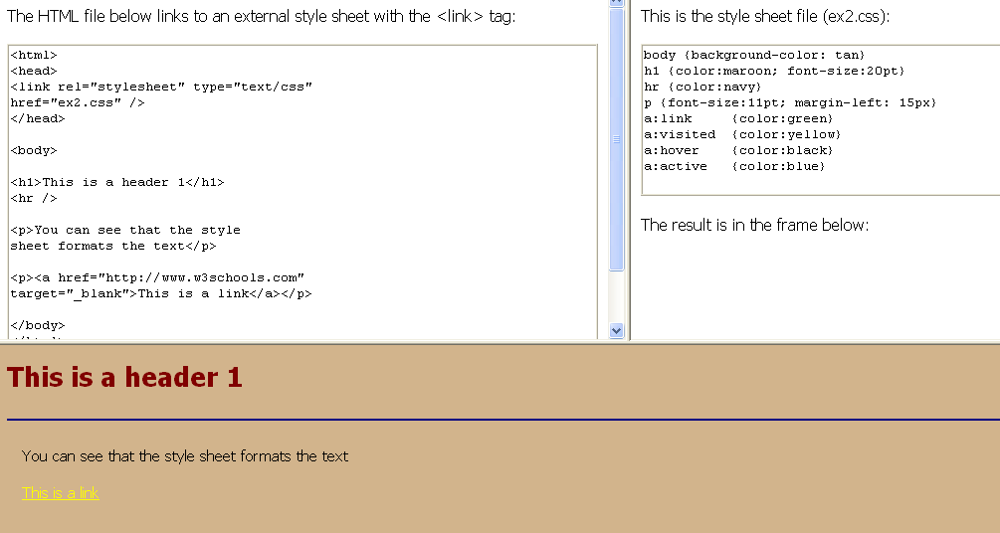 The HTML file below links to an external style sheet with the <link> tag:
<html>
<head>
<link rel="stylesheet" type="text/css"
href="ex2.css" />
</head>
<body>
<h1>This is a header 1</h1>
<hr />
<p>You can see that the style
sheet formats the text</p>
<p><a href="http://www.w3schools.com"
target="_blank">This is a link</a></p>
</body>
This is the style sheet file (ex2.css):
body {background-color: tan}
h1 {color:maroon; font-size:20pt}
hr {color:navy}
p {font-size:11pt; margin-left: 15px}
a:link     {color:green}
a:visited  {color:yellow}
a:hover    {color:black}
a:active   {color:blue}
The result is in the frame below:
This is a header 1
You can see that the style sheet formats the text
This is a link